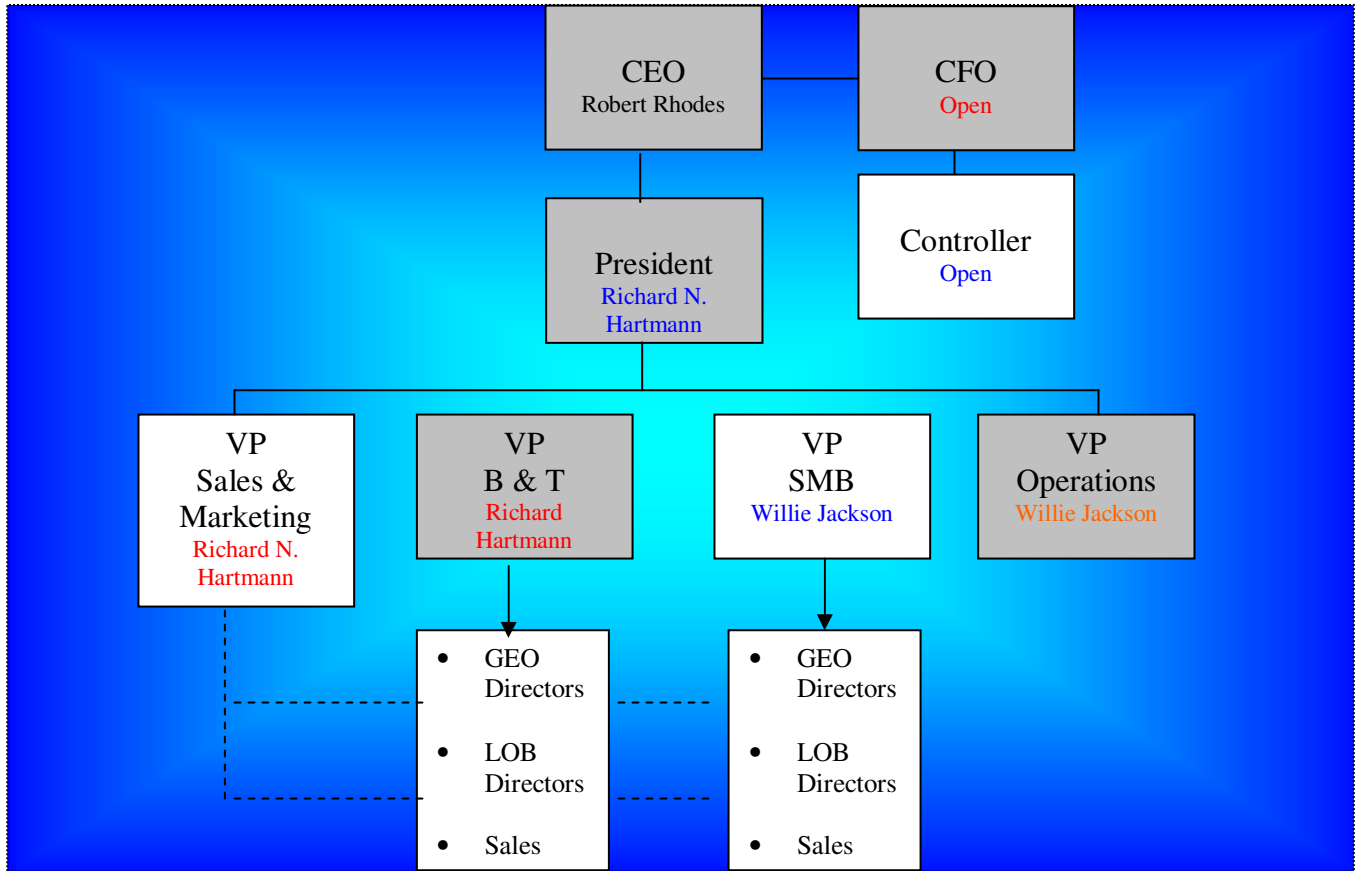 CEO
Robert Rhodes
CFO
Open
Controller
Open
President
Richard N.
Hartmann
VP
Sales &
Marketing
Richard N.
Hartmann
VP
B & T
Richard
Hartmann
VP
SMB
Willie Jackson
VP
Operations
Willie Jackson
• GEO
Directors
• LOB
Directors
• Sales
• GEO
Directors
• LOB
Directors
• Sales